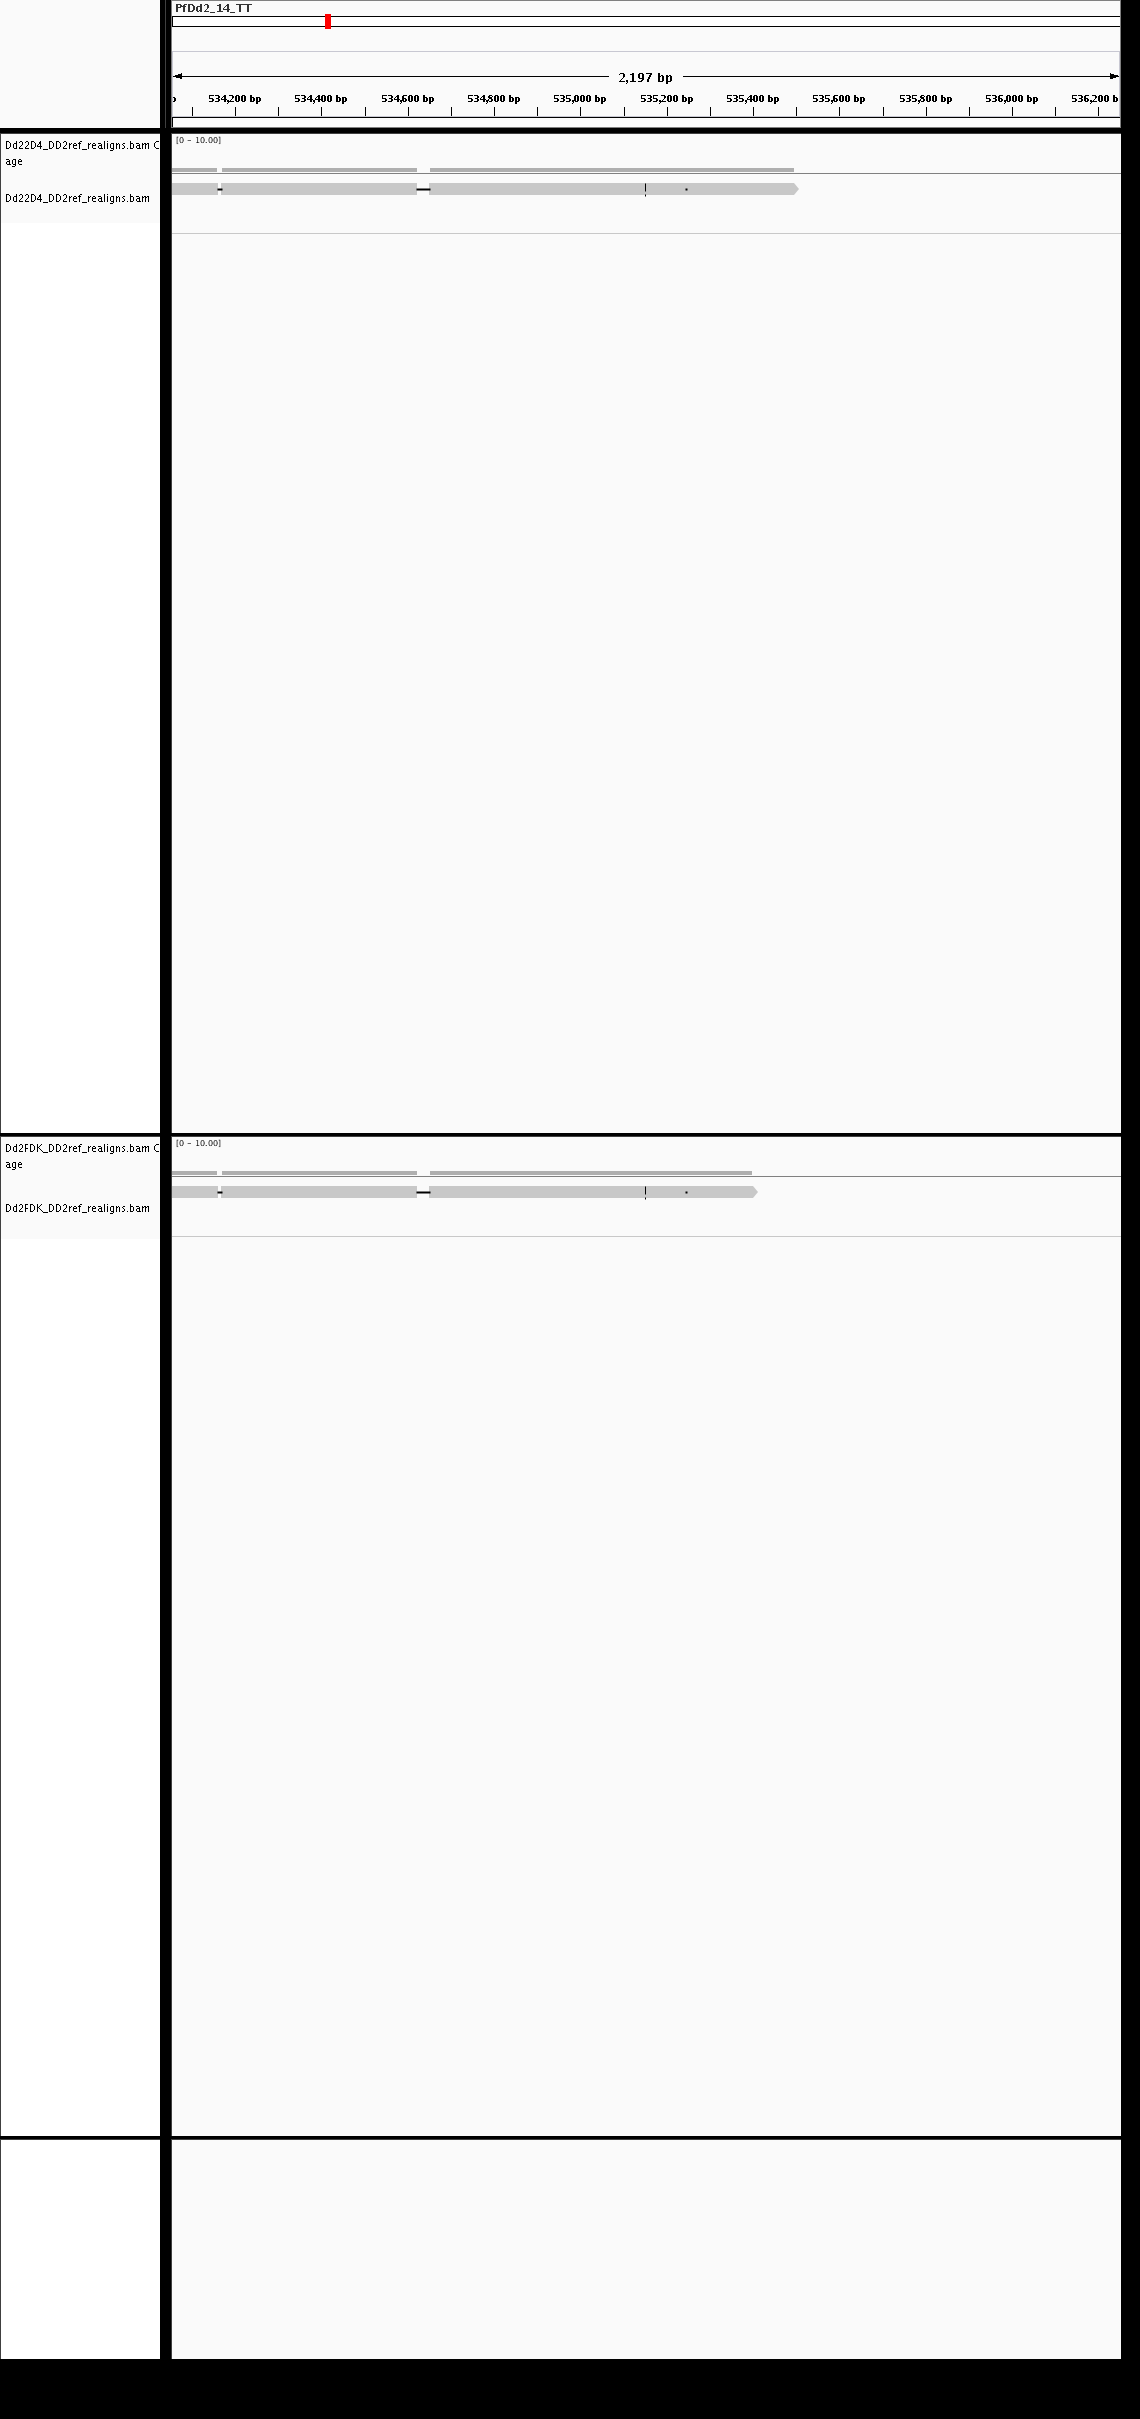 PfDd2_14_TT
2,197 bp
534,200 bp 534,400 bp 534,600 bp 534,800 bp 535,000 bp 535,200 bp 535,400 bp 535,600 bp 535,800 bp 536,000 bp 536,200 b
Dd22D4_DD2ref_realigns.bam C
age
[0 - 10.00]
Dd22D4_DD2ref_realigns.bam
Dd2FDK_DD2ref_realigns.bam C
age
[0 - 10.00]
Dd2FDK_DD2ref_realigns.bam